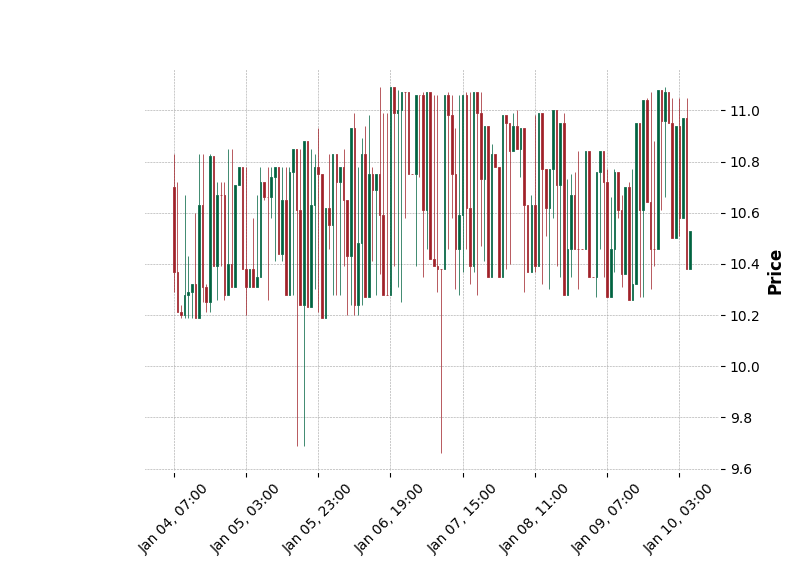 11.0
10.8
10.6
10.4
10.2
10.0
9.8
9.6
Price
Jan 04, 07:00
Jan 05, 03:00
Jan 05, 23:00
Jan 06, 19:00
Jan 07, 15:00
Jan 08, 11:00
Jan 09, 07:00
Jan 10, 03:00